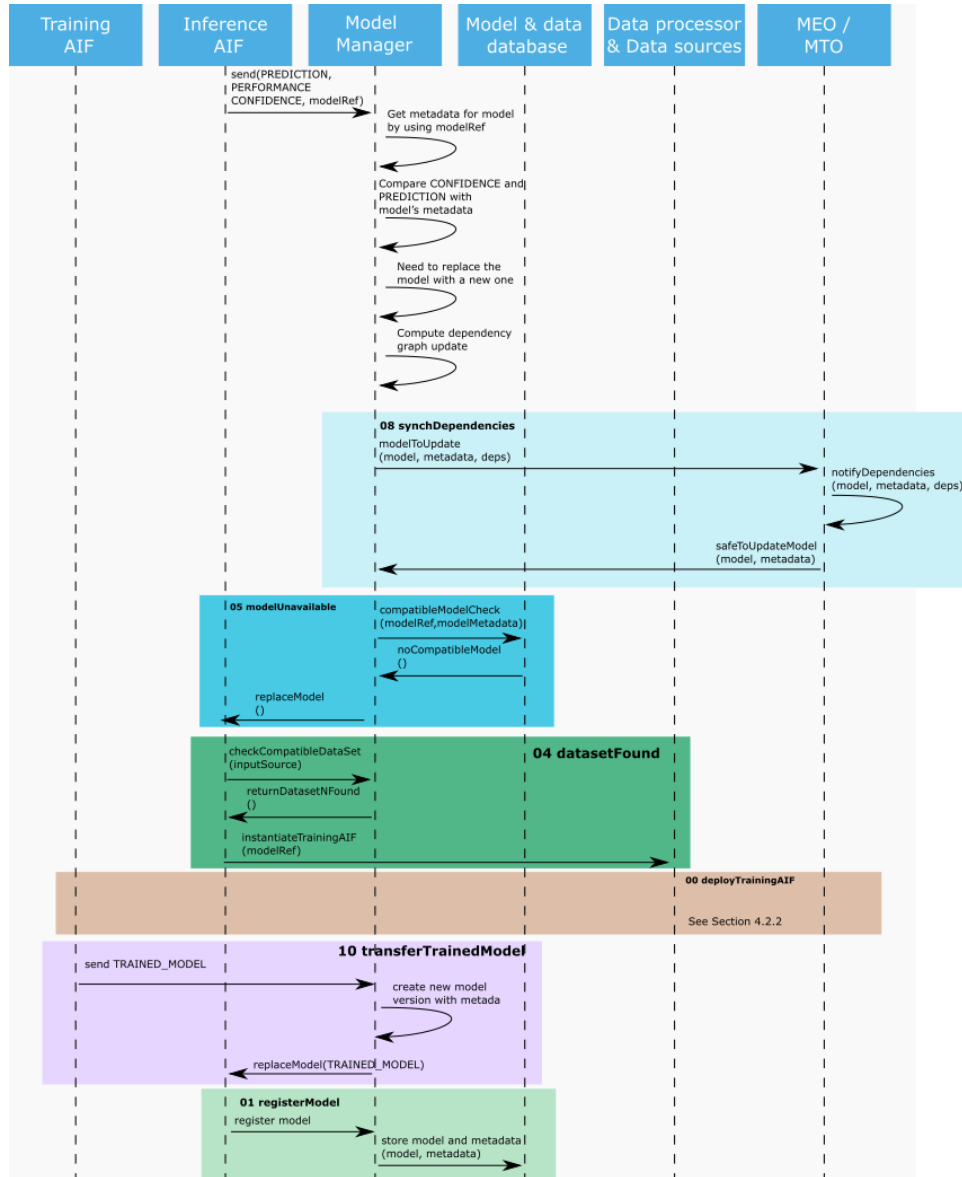 Training
AIF
Inference
AIF
Model
Manager
Model & data
database
Data processor
& Data sources
MEO /
MTO
send(PREDICTION,
PERFORMANCE
CONFIDENCE, modelRef)
Get metadata for model
by using modelRef
Compare CONFIDENCE and
PREDICTION with
model's metadata
Need to replace the
model with a new one
Compute dependency
graph update
08 synchDependencies
modelToUpdate
(model, metadata, deps)
notifyDependencies
(model, metadata, deps)
safeToUpdateModel
(model, metadata)
05 modelUnavailable
compatibleModelCheck
(modelRef,modelMetadata)
noCompatibleModel
()
replaceModel
()
04 datasetFound
checkCompatibleDataSet
(inputSource)
returnDatasetNFound
()
instantiateTrainingAIF
(modelRef)
00 deployTrainingAIF
See Section 4.2.2
10 transferTrainedModel
send TRAINED_MODEL
create new model
version with metada
replaceModel(TRAINED_MODEL)
01 registerModel
register model
store model and metadata
(model, metadata)